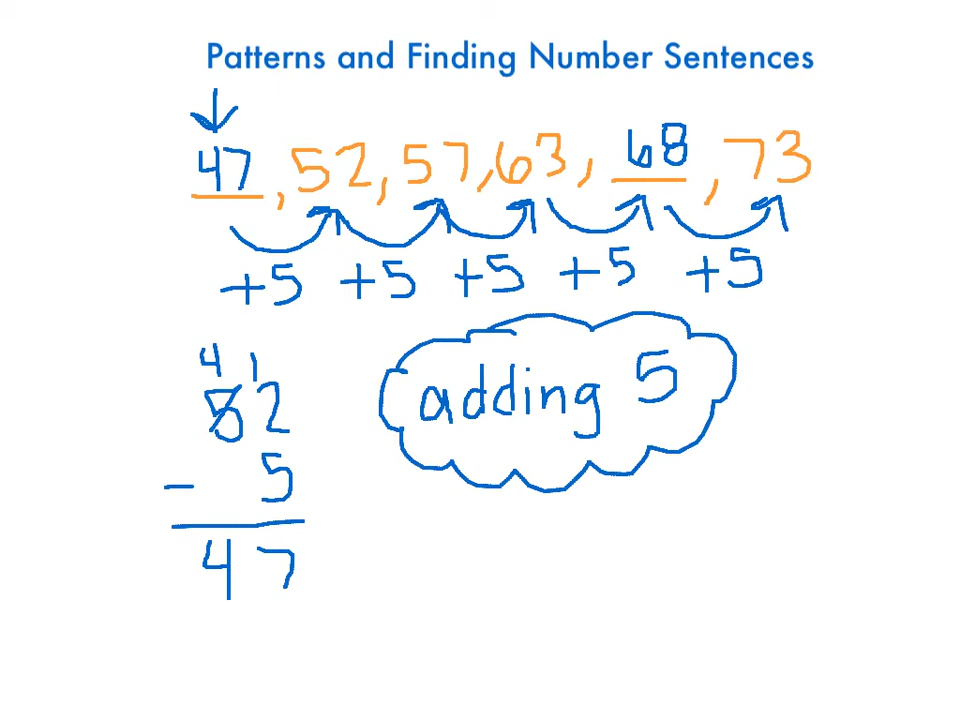 Patterns and Finding Number Sentences
47, 52, 57, 63, 68, 73
+5 +5 +5 +5 +5
4 1
82
adding 5
- 5
47